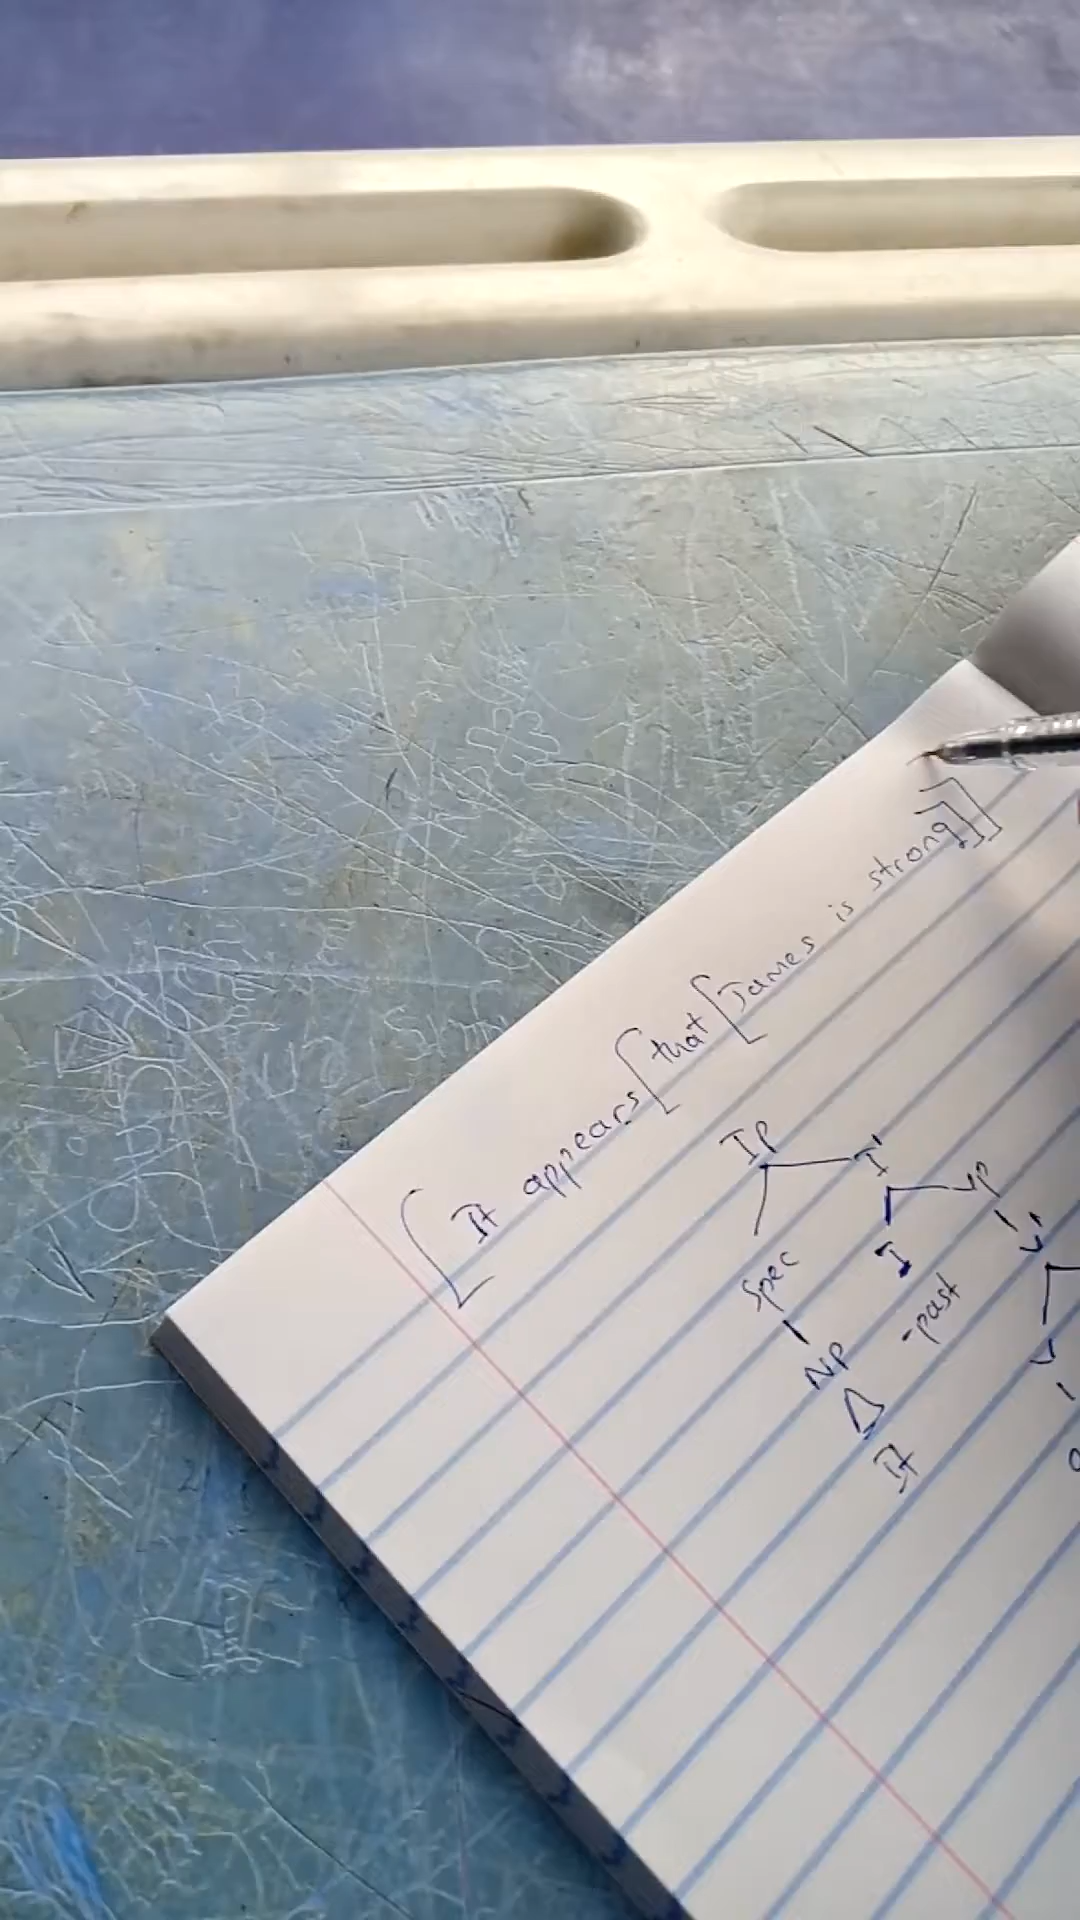 [It appears [that [James is strong]]]
IP
I'
Spec
I
VP
NP
-past
V'
It
V